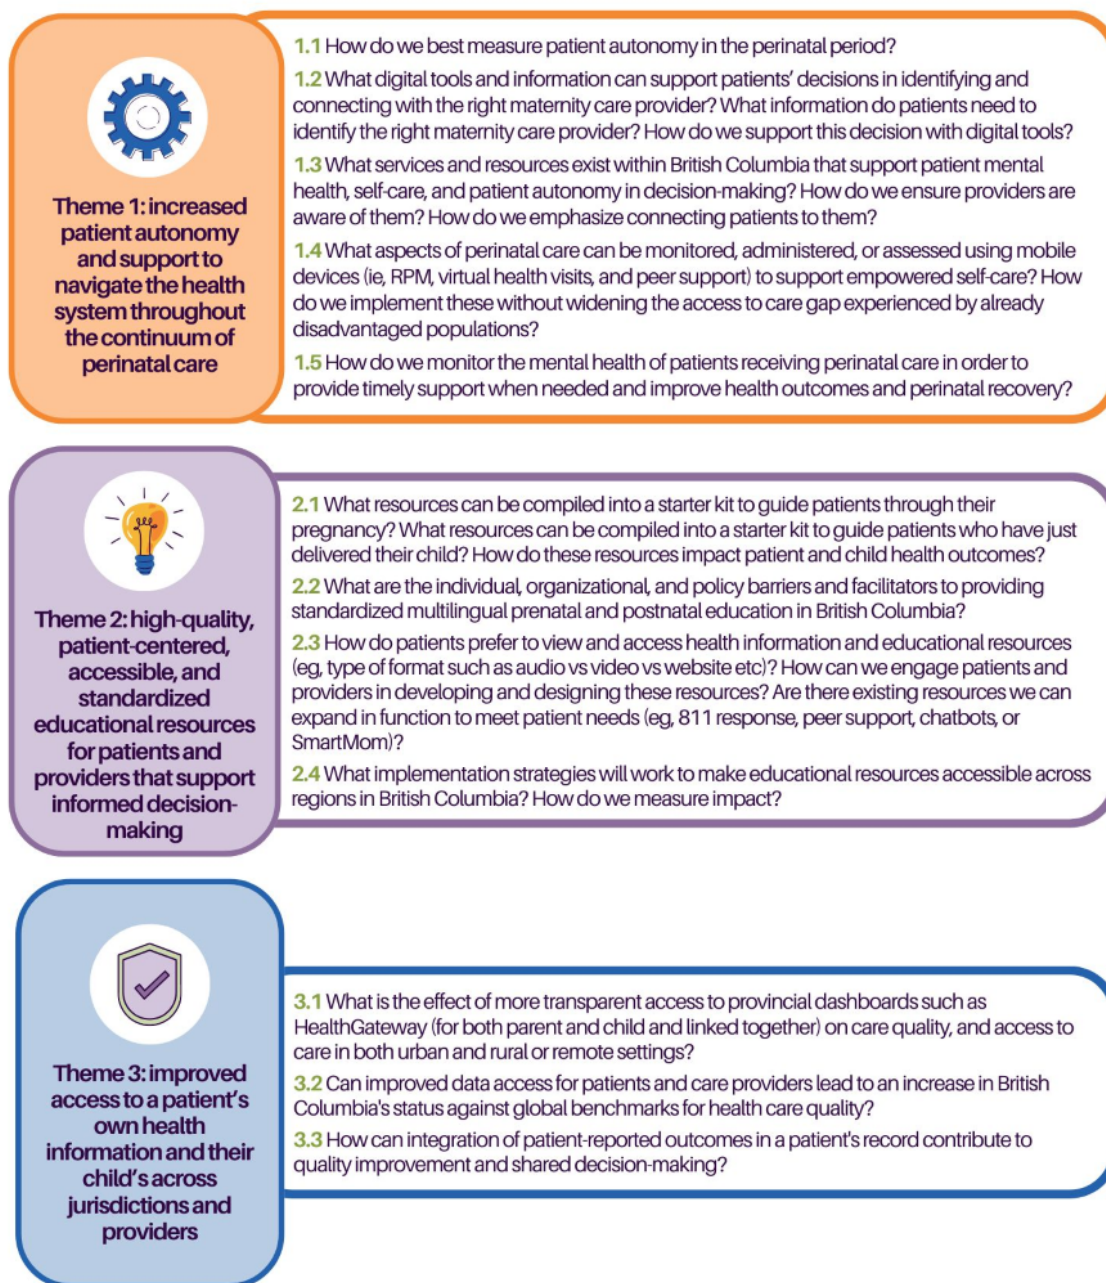 Theme 1: increased
patient autonomy
and support to
navigate the health
system throughout
the continuum of
perinatal care
1.1 How do we best measure patient autonomy in the perinatal period?
1.2 What digital tools and information can support patients' decisions in identifying and
connecting with the right maternity care provider? What information do patients need to
identify the right maternity care provider? How do we support this decision with digital tools?
1.3 What services and resources exist within British Columbia that support patient mental
health, self-care, and patient autonomy in decision-making? How do we ensure providers are
aware of them? How do we emphasize connecting patients to them?
1.4 What aspects of perinatal care can be monitored, administered, or assessed using mobile
devices (ie, RPM, virtual health visits, and peer support) to support empowered self-care? How
do we implement these without widening the access to care gap experienced by already
disadvantaged populations?
1.5 How do we monitor the mental health of patients receiving perinatal care in order to
provide timely support when needed and improve health outcomes and perinatal recovery?
Theme 2: high-quality,
patient-centered,
accessible, and
standardized
educational resources
for patients and
providers that support
informed decision-
making
2.1 What resources can be compiled into a starter kit to guide patients through their
pregnancy? What resources can be compiled into a starter kit to guide patients who have just
delivered their child? How do these resources impact patient and child health outcomes?
2.2 What are the individual, organizational, and policy barriers and facilitators to providing
standardized multilingual prenatal and postnatal education in British Columbia?
2.3 How do patients prefer to view and access health information and educational resources
(eg, type of format such as audio vs video vs website etc)? How can we engage patients and
providers in developing and designing these resources? Are there existing resources we can
expand in function to meet patient needs (eg, 811 response, peer support, chatbots, or
SmartMom)?
2.4 What implementation strategies will work to make educational resources accessible across
regions in British Columbia? How do we measure impact?
Theme 3: improved
access to a patient's
own health
information and their
child's across
jurisdictions and
providers
3.1 What is the effect of more transparent access to provincial dashboards such as
HealthGateway (for both parent and child and linked together) on care quality, and access to
care in both urban and rural or remote settings?
3.2 Can improved data access for patients and care providers lead to an increase in British
Columbia's status against global benchmarks for health care quality?
3.3 How can integration of patient-reported outcomes in a patient's record contribute to
quality improvement and shared decision-making?